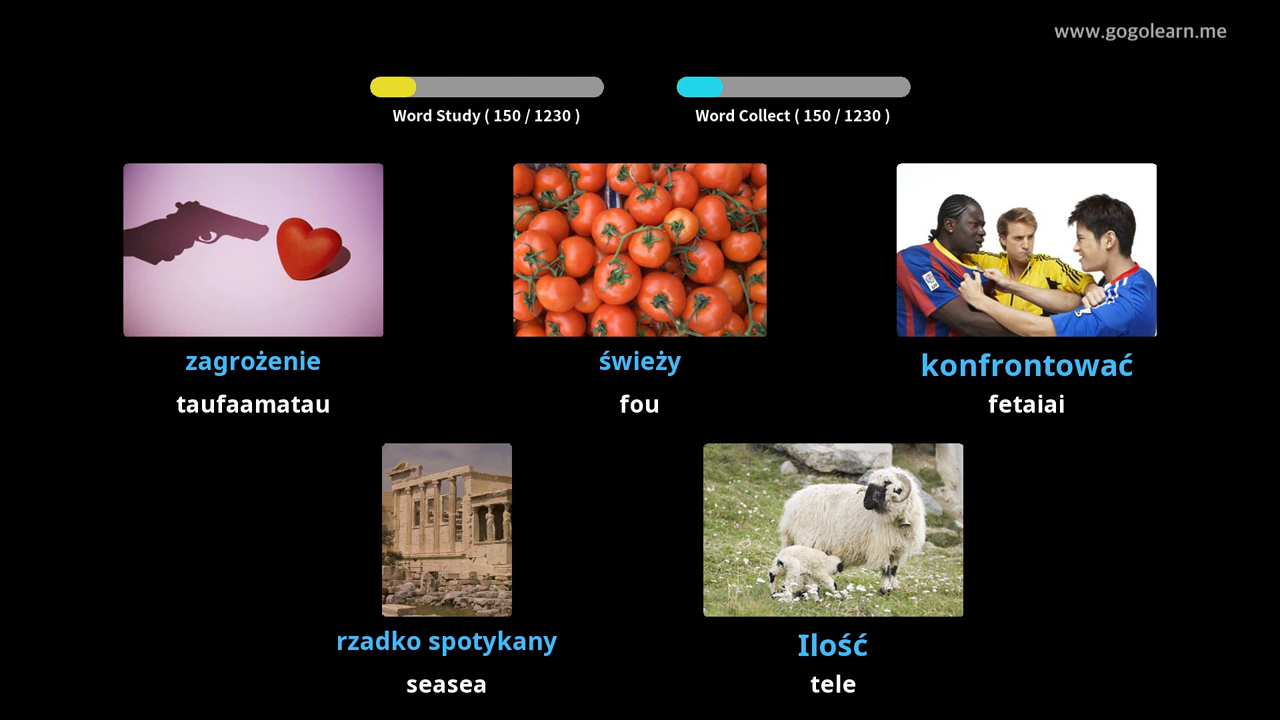 www.gogolearn.me
Word Study ( 150 / 1230 )
Word Collect ( 150 / 1230 )
zagrożenie
taufaamatau
świeży
fou
konfrontować
fetaiai
rzadko spotykany
seasea
Ilość
tele